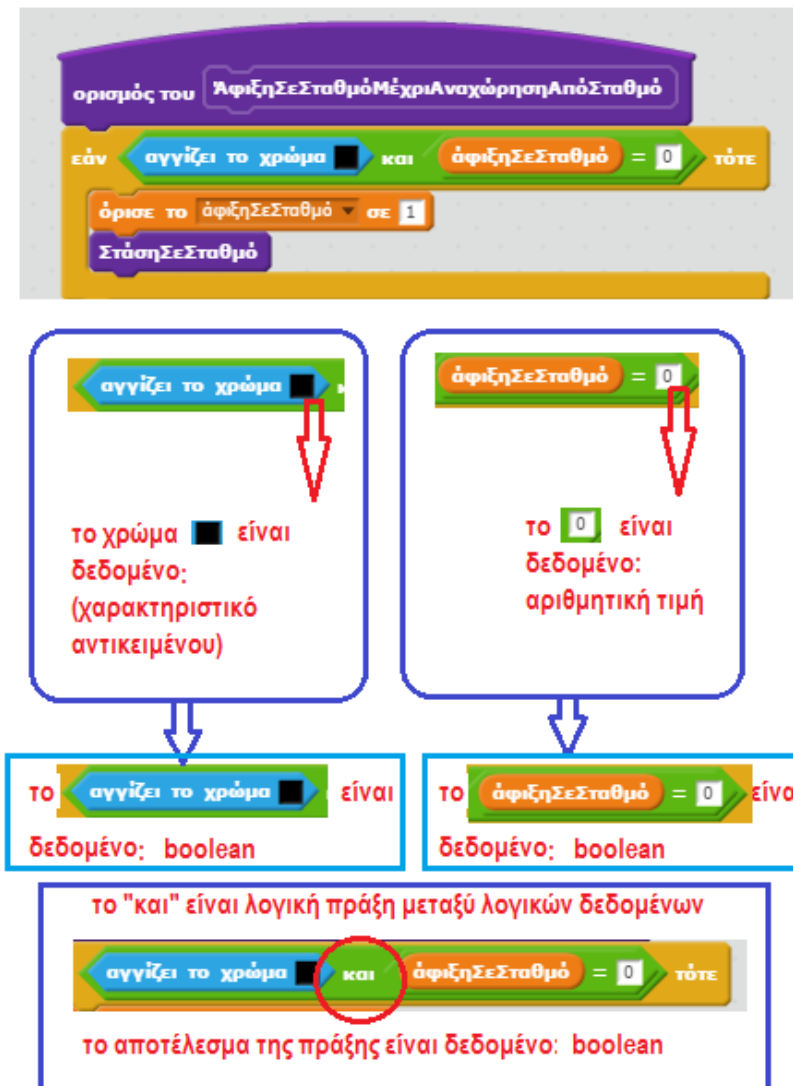 ορισμός του ΆφιξηΣεΣταθμόΜέχριΑναχώρησηΑπόΣταθμό
εάν αγγίζει το χρώμα και άφιξηΣεΣταθμό = 0 τότε
όρισε το άφιξηΣεΣταθμό σε 1
ΣτάσηΣεΣταθμό
αγγίζει το χρώμα
το χρώμα είναι
δεδομένο:
(χαρακτηριστικό
αντικειμένου)
άφιξηΣεΣταθμό = 0
το 0 είναι
δεδομένο:
αριθμητική τιμή
το αγγίζει το χρώμα είναι
δεδομένο: boolean
το άφιξηΣεΣταθμό = 0 είνα
δεδομένο: boolean
το "και" είναι λογική πράξη μεταξύ λογικών δεδομένων
αγγίζει το χρώμα και άφιξηΣεΣταθμό = 0 τότε
το αποτέλεσμα της πράξης είναι δεδομένο: boolean